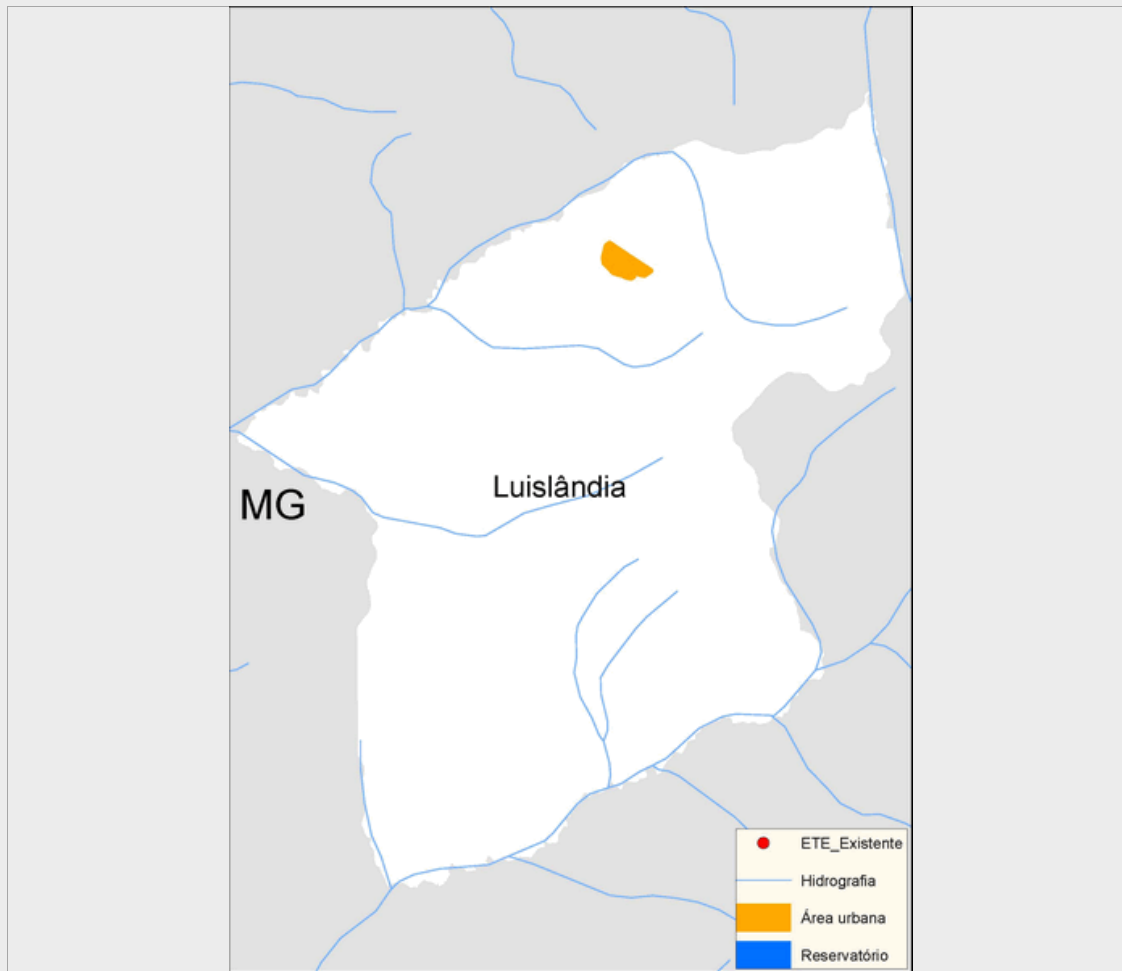 Luislândia
MG
ETE_Existente
Hidrografia
Área urbana
Reservatório